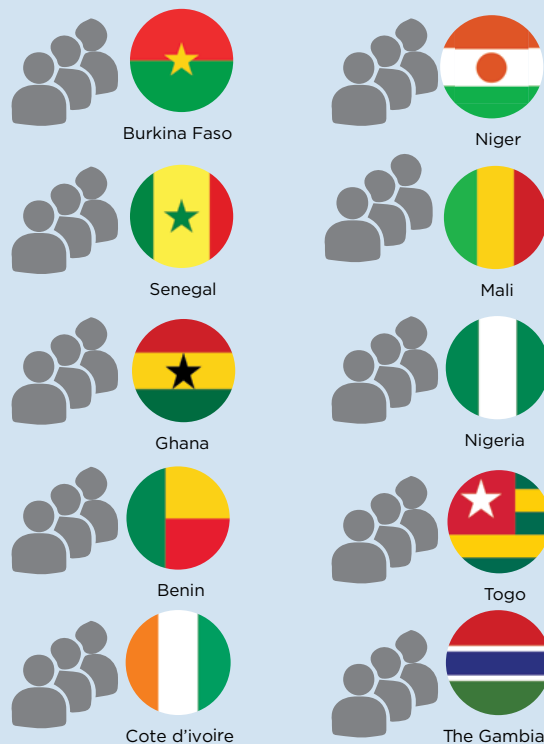 Burkina Faso
Niger
Senegal
Mali
Ghana
Nigeria
Benin
Togo
Cote d'ivoire
The Gambia